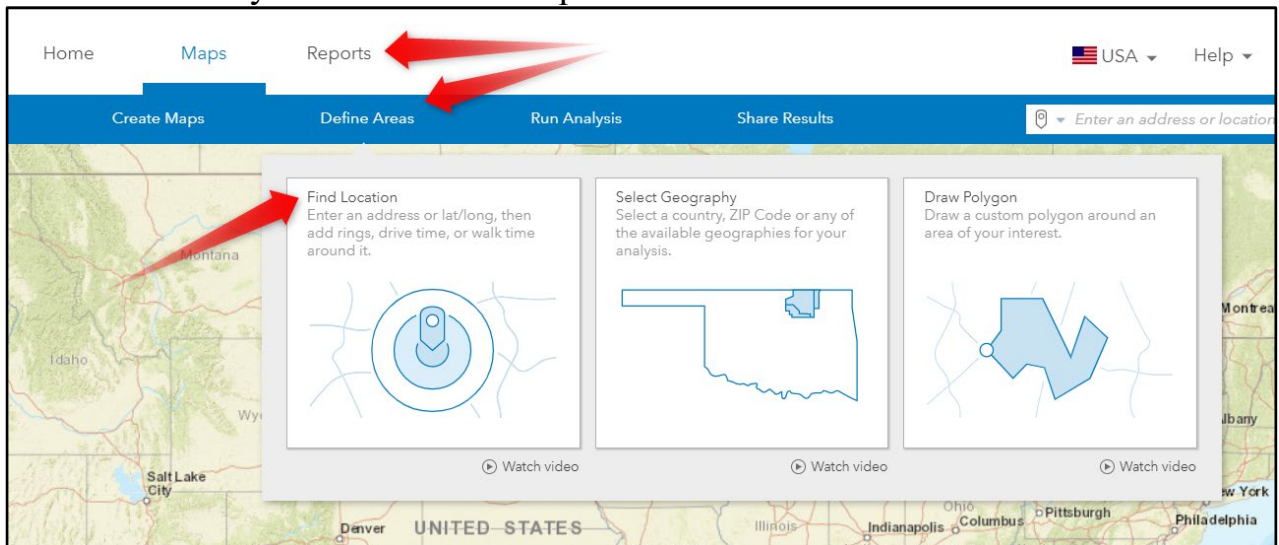 Home Maps Reports USA Help
Create Maps Define Areas Run Analysis Share Results Enter an address or location
Find Location
Enter an address or lat/long, then
add rings, drive time, or walk time
around it.
Select Geography
Select a country, ZIP Code or any of
the available geographies for your
analysis.
Draw Polygon
Draw a custom polygon around an
area of your interest.
Watch video
Watch video
Watch video
Montana
Idaho
Salt Lake
City
Denver UNITED STATES Illinois Indianapolis Ohio Columbus Pittsburgh Philadelphia